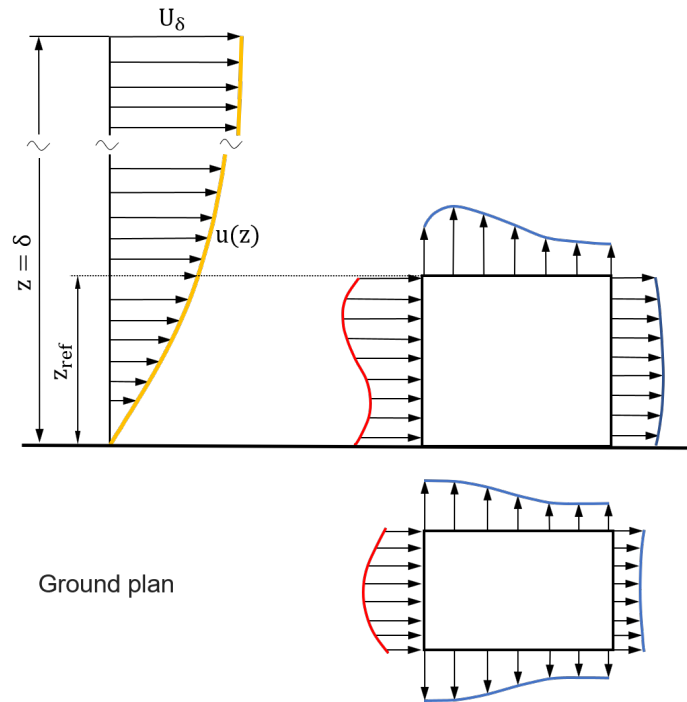 U_δ
u(z)
z = δ
z_ref
Ground plan